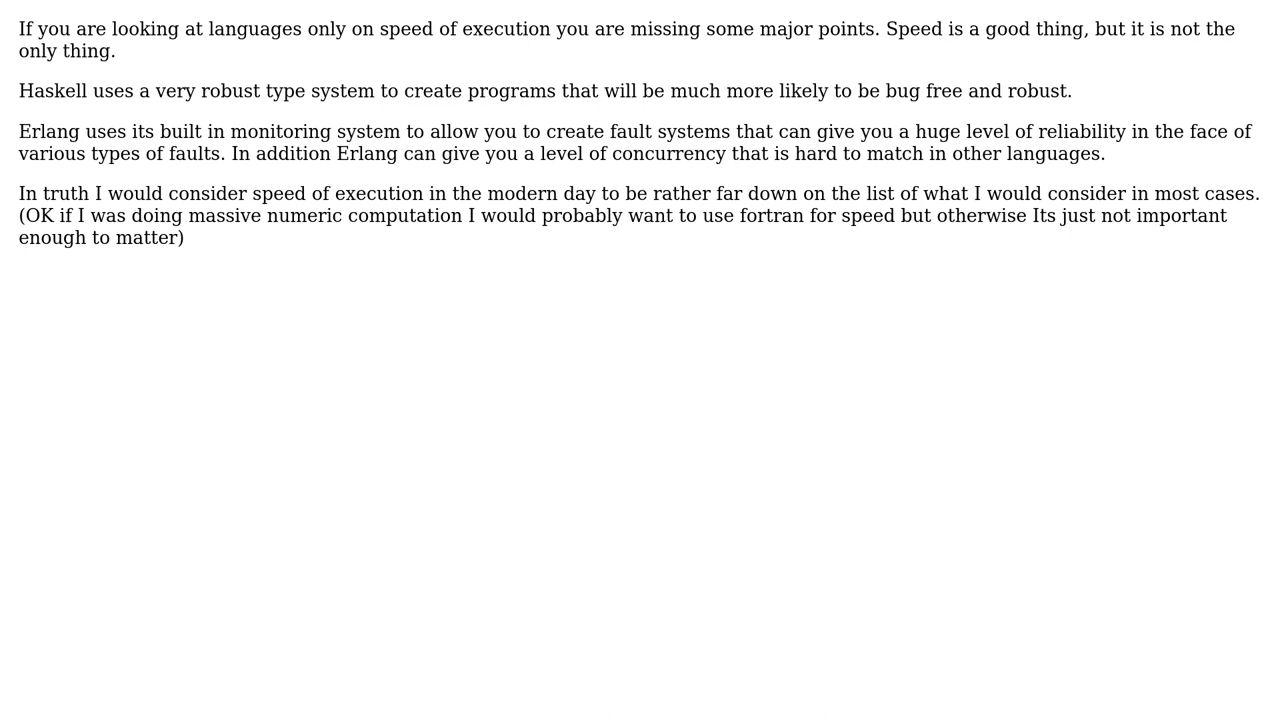 If you are looking at languages only on speed of execution you are missing some major points. Speed is a good thing, but it is not the
only thing.
Haskell uses a very robust type system to create programs that will be much more likely to be bug free and robust.
Erlang uses its built in monitoring system to allow you to create fault systems that can give you a huge level of reliability in the face of
various types of faults. In addition Erlang can give you a level of concurrency that is hard to match in other languages.
In truth I would consider speed of execution in the modern day to be rather far down on the list of what I would consider in most cases.
(OK if I was doing massive numeric computation I would probably want to use fortran for speed but otherwise Its just not important
enough to matter)